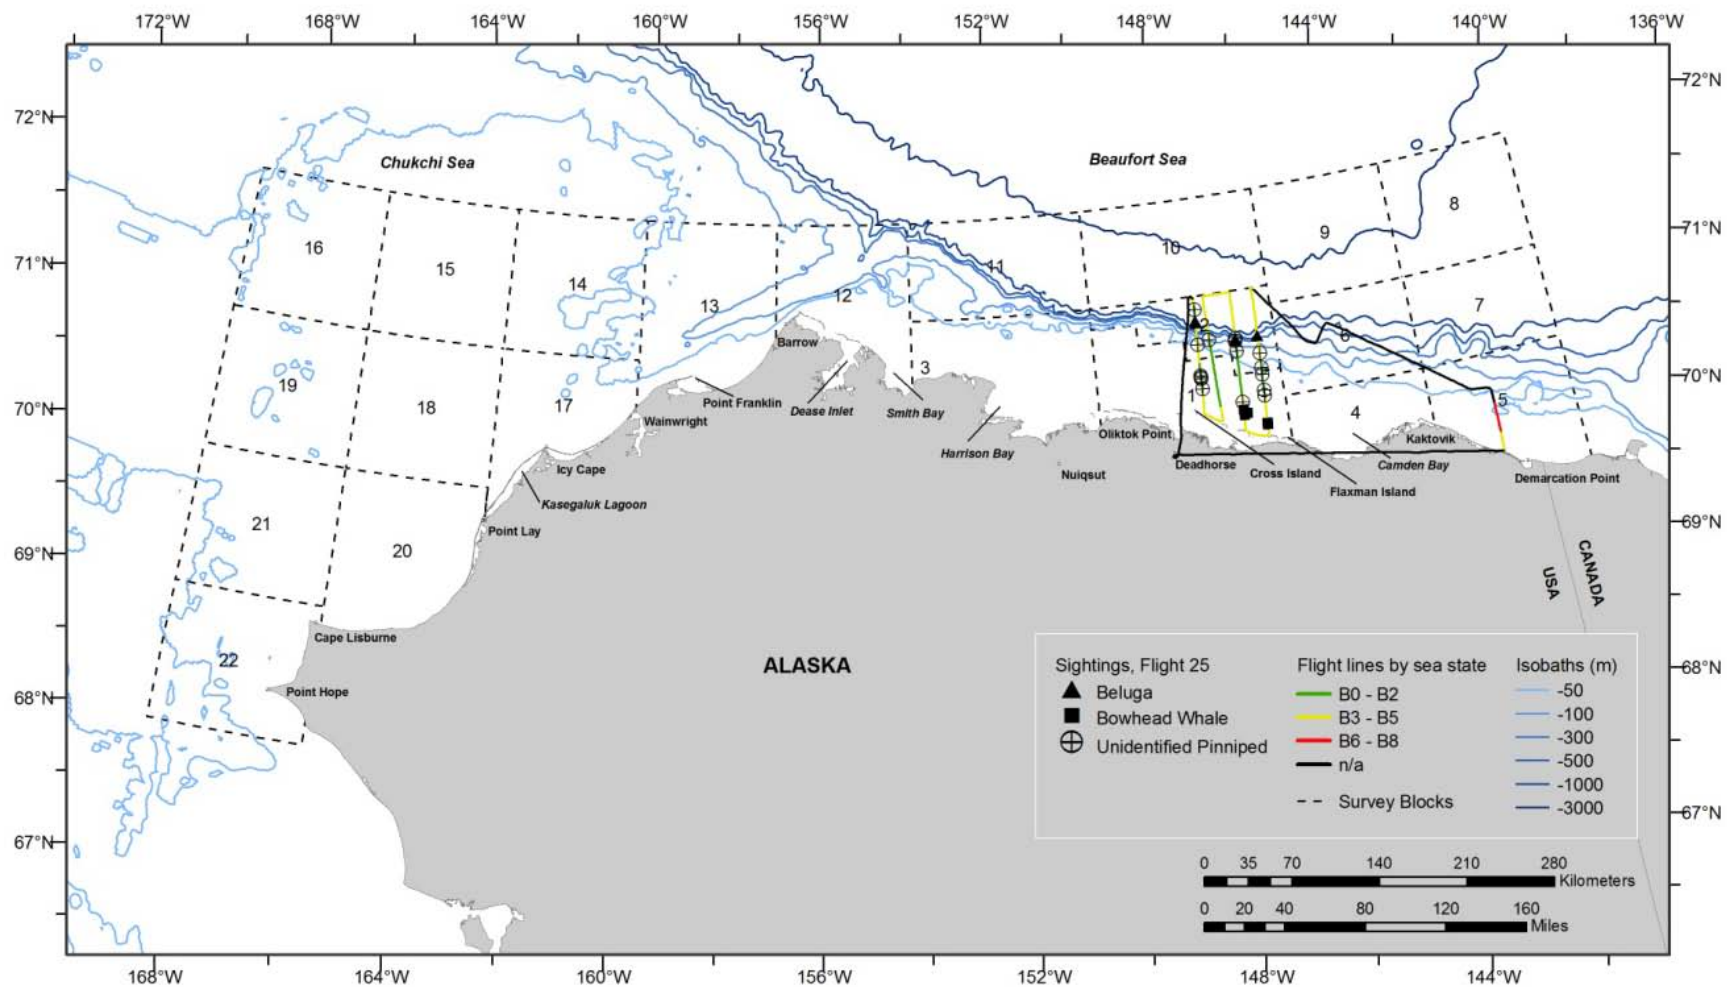 172°W 168°W 164°W 160°W 156°W 152°W 148°W 144°W 140°W 136°W
72°N 72°N
Chukchi Sea Beaufort Sea
8
9
16 10
71°N 15 11 71°N
14 13 12 7
2 6
Barrow
70°N 19 18 17 3 1 4 5 70°N
Point Franklin Dease Inlet Smith Bay
Wainwright Oliktok Point Kaktovik
Harrison Bay
Icy Cape Nuiqsut Deadhorse Cross Island Camden Bay
Kasegaluk Lagoon Flaxman Island Demarcation Point
21 Point Lay
69°N 20 69°N
USA CANADA
Cape Lisburne
22 ALASKA
68°N Point Hope 68°N
Sightings, Flight 25
Beluga
Bowhead Whale
Unidentified Pinniped
Flight lines by sea state
B0 - B2
B3 - B5
B6 - B8
n/a
Survey Blocks
Isobaths (m)
-50
-100
-300
-500
-1000
-3000
67°N 67°N
0 35 70 140 210 280
Kilometers
0 20 40 80 120 160
Miles
168°W 164°W 160°W 156°W 152°W 148°W 144°W